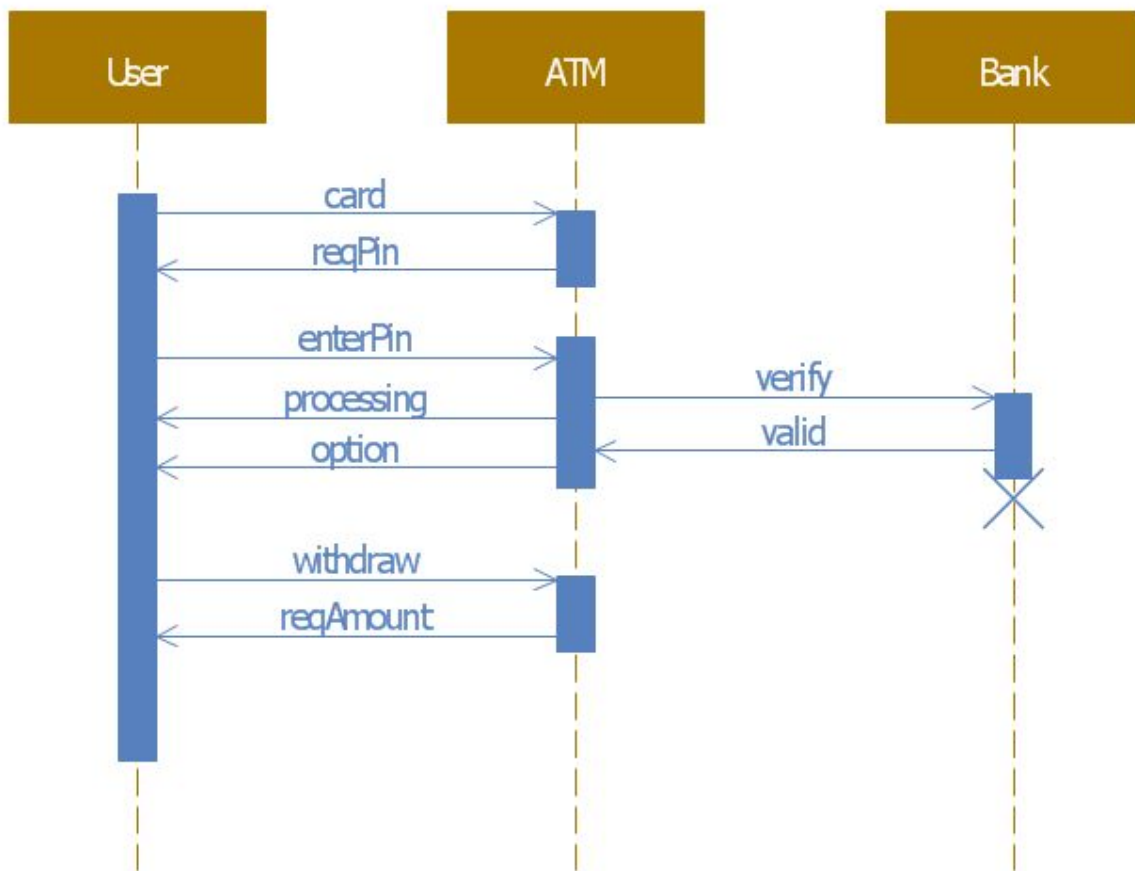 User
ATM
Bank
card
reqPin
enterPin
verify
processing
valid
option
withdraw
reqAmount